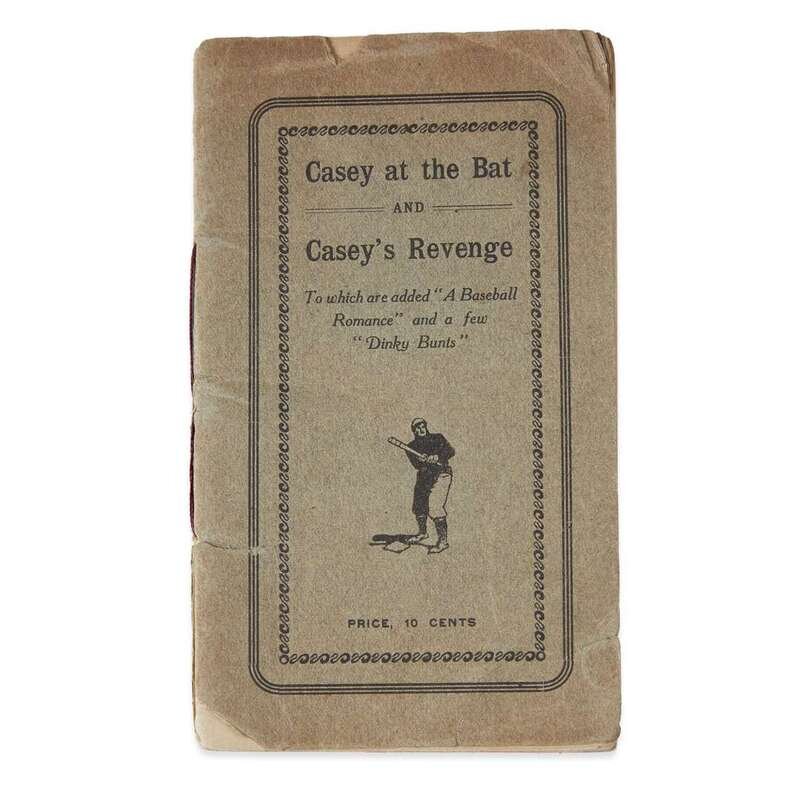 Casey at the Bat
AND
Casey's Revenge
To which are added "A Baseball
Romance" and a few
"Dinky Bunts"
PRICE, 10 CENTS